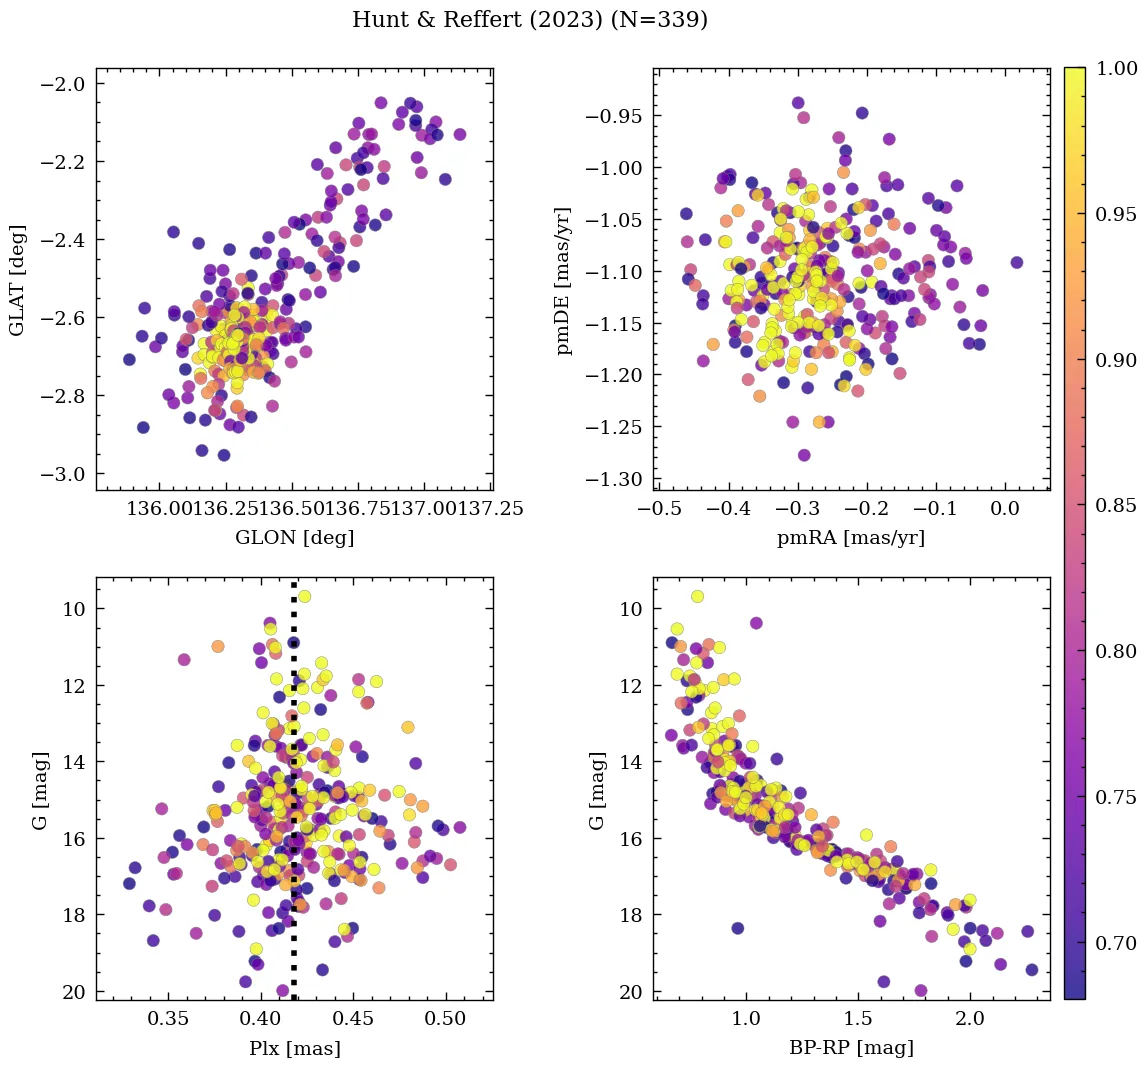 Hunt & Reffert (2023) (N=339)
−2.0
−2.2
−2.4
−2.6
−2.8
−3.0
GLAT [deg]
136.00 136.25 136.50 136.75 137.00 137.25
GLON [deg]
−0.95
−1.00
−1.05
−1.10
−1.15
−1.20
−1.25
−1.30
pmDE [mas/yr]
−0.5 −0.4 −0.3 −0.2 −0.1 0.0
pmRA [mas/yr]
10
12
14
16
18
20
G [mag]
0.35 0.40 0.45 0.50
Plx [mas]
10
12
14
16
18
20
G [mag]
1.0 1.5 2.0
BP-RP [mag]
1.00
0.95
0.90
0.85
0.80
0.75
0.70